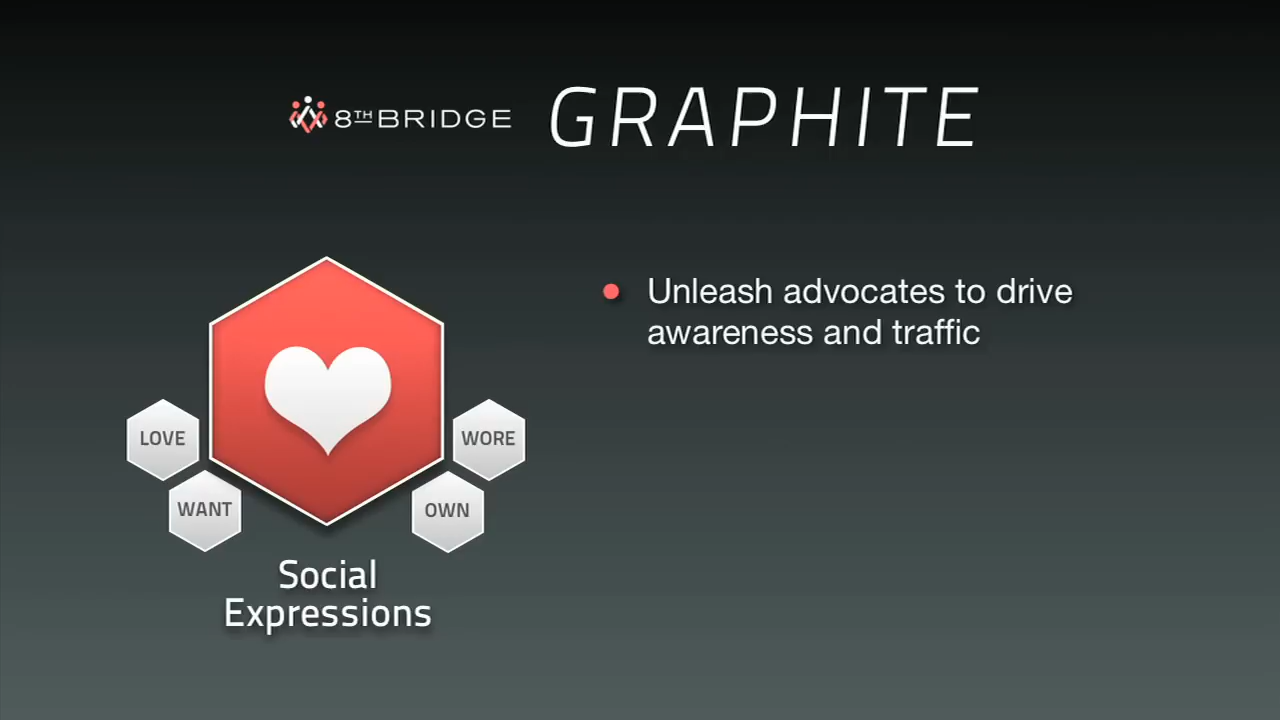 8TH BRIDGE GRAPHITE
Unleash advocates to drive
awareness and traffic
LOVE
WORE
WANT
OWN
Social
Expressions